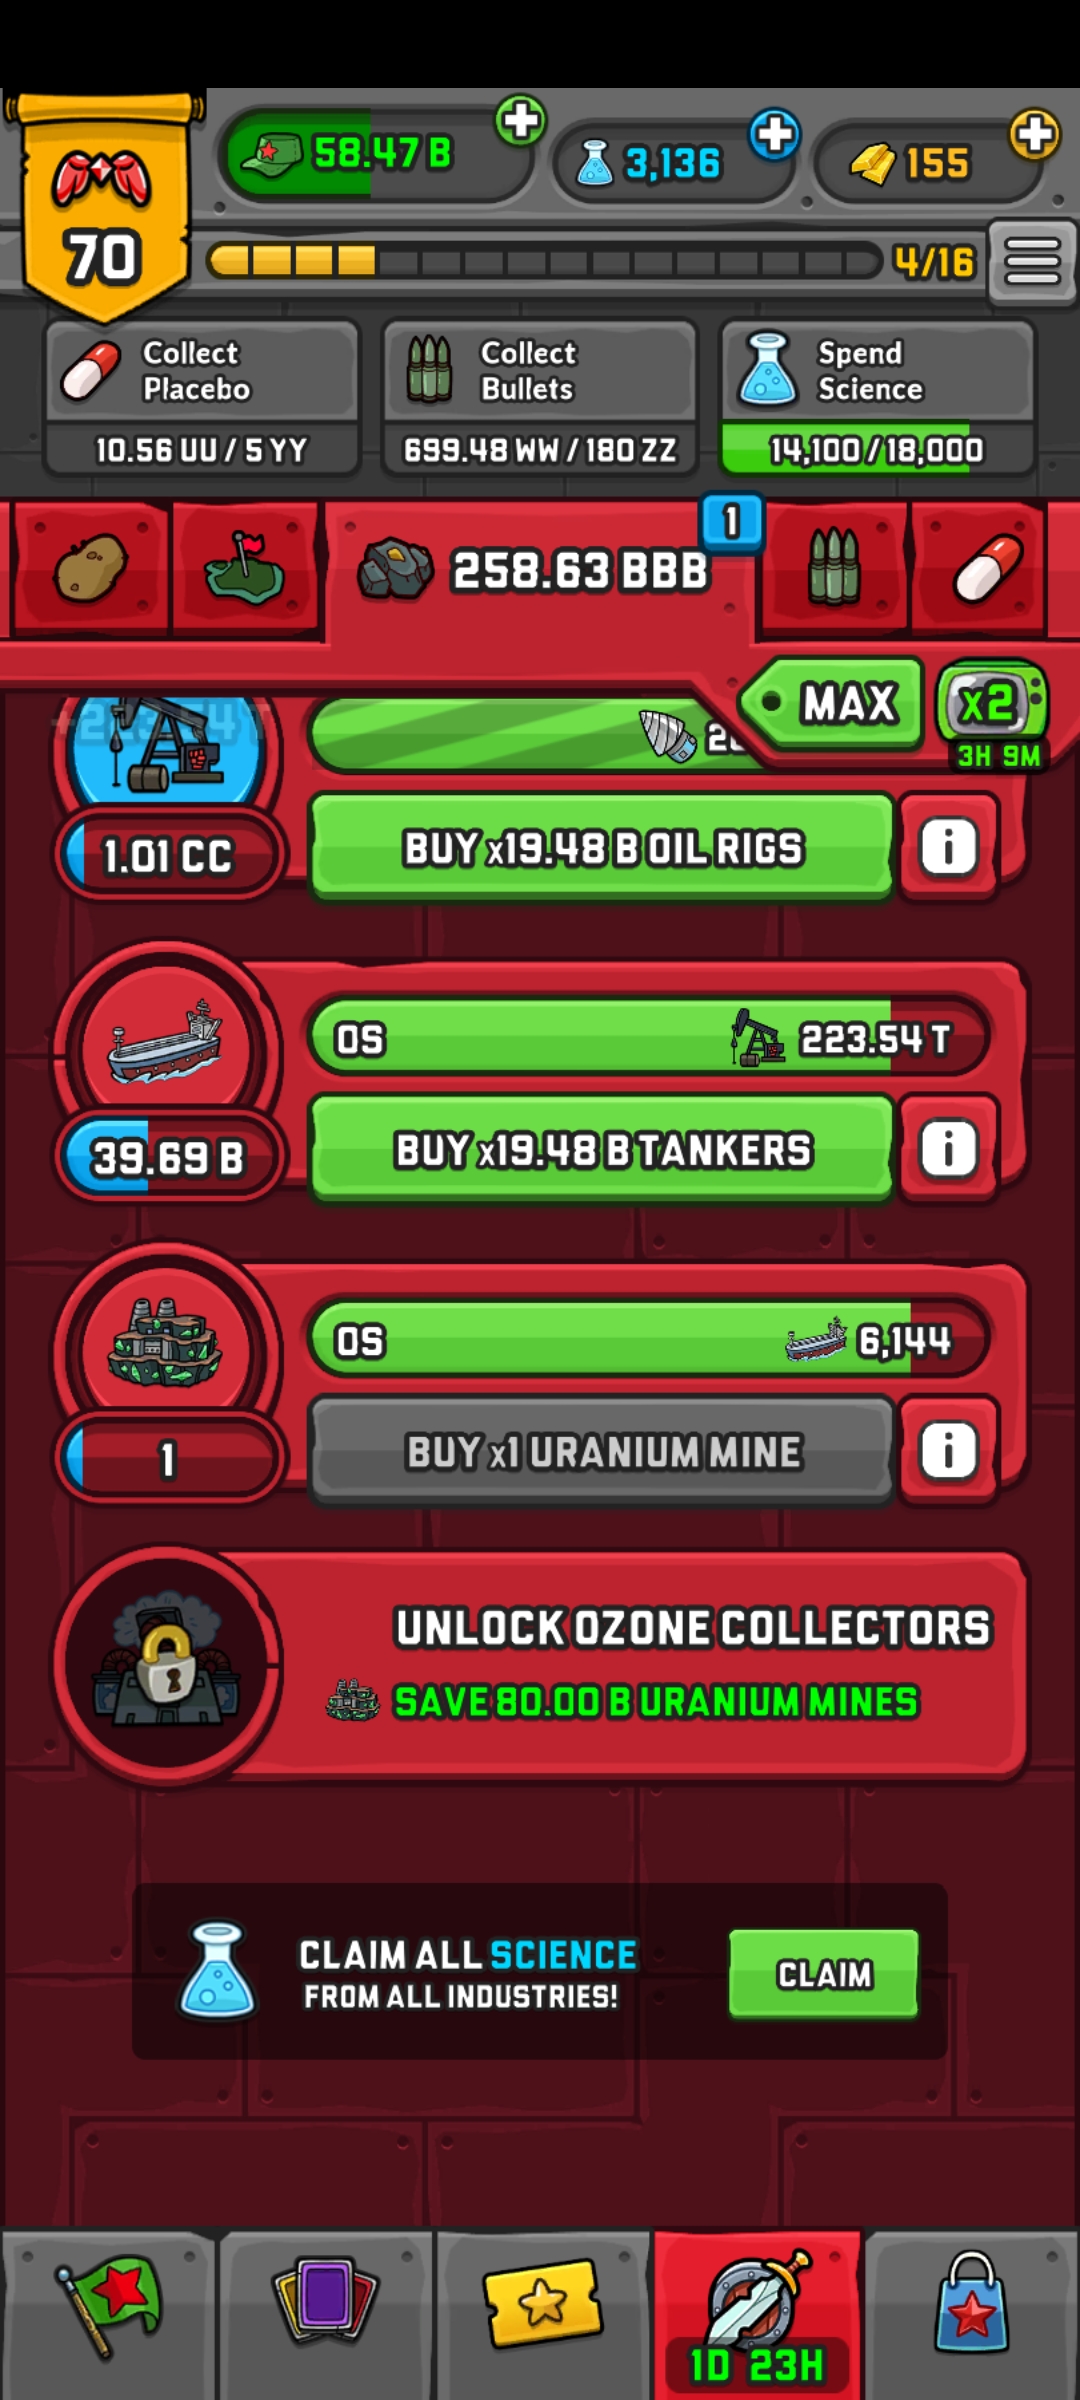 58.47 B
3,136
155
70
4/16
Collect
Placebo
10.56 UU / 5 YY
Collect
Bullets
699.48 WW / 180 ZZ
Spend
Science
14,100 / 18,000
258.63 BBB
1
MAX
x2
3H 9M
1.01 CC
BUY x19.48 B OIL RIGS
i
0S
223.54 T
39.69 B
BUY x19.48 B TANKERS
i
0S
6,144
1
BUY x1 URANIUM MINE
i
UNLOCK OZONE COLLECTORS
SAVE 80.00 B URANIUM MINES
CLAIM ALL SCIENCE
FROM ALL INDUSTRIES!
CLAIM
1D 23H